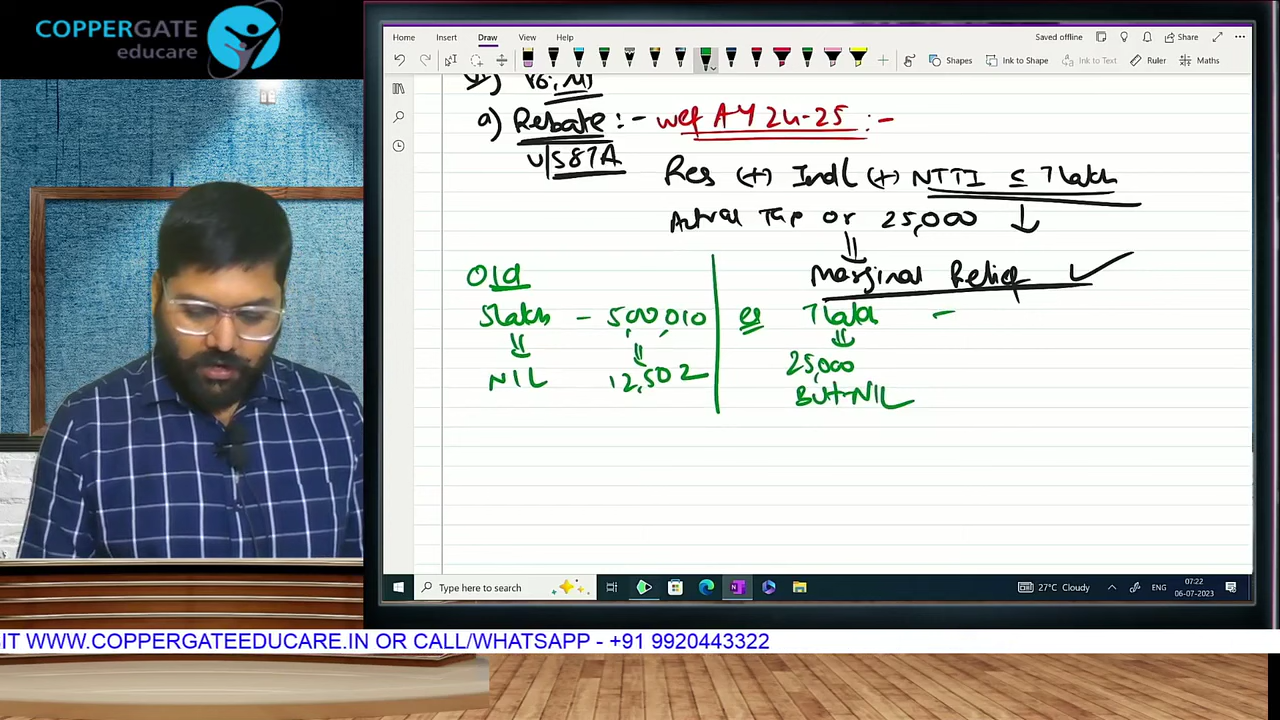 COPPERGATE
educare
Home Insert Draw View Help
Saved offline
Share
Shapes
Ink to Shape
Ink to Text
Ruler
Maths
a) Rebate :- wef AY 24-25 :-
u/s 87A
Res (+) Indl (+) NTTI ≤ 7 lakh
Actual Tax or 25,000 ↓
⇓
Marginal Relief ✓
Old
5 lakh - 500,010
⇓ ⇓
NIL 12,502
eg 7 lakh -
⇓
25,000
But NIL
Type here to search
27°C Cloudy
ENG
07:22
06-07-2023
IT WWW.COPPERGATEEDUCARE.IN OR CALL/WHATSAPP - +91 9920443322